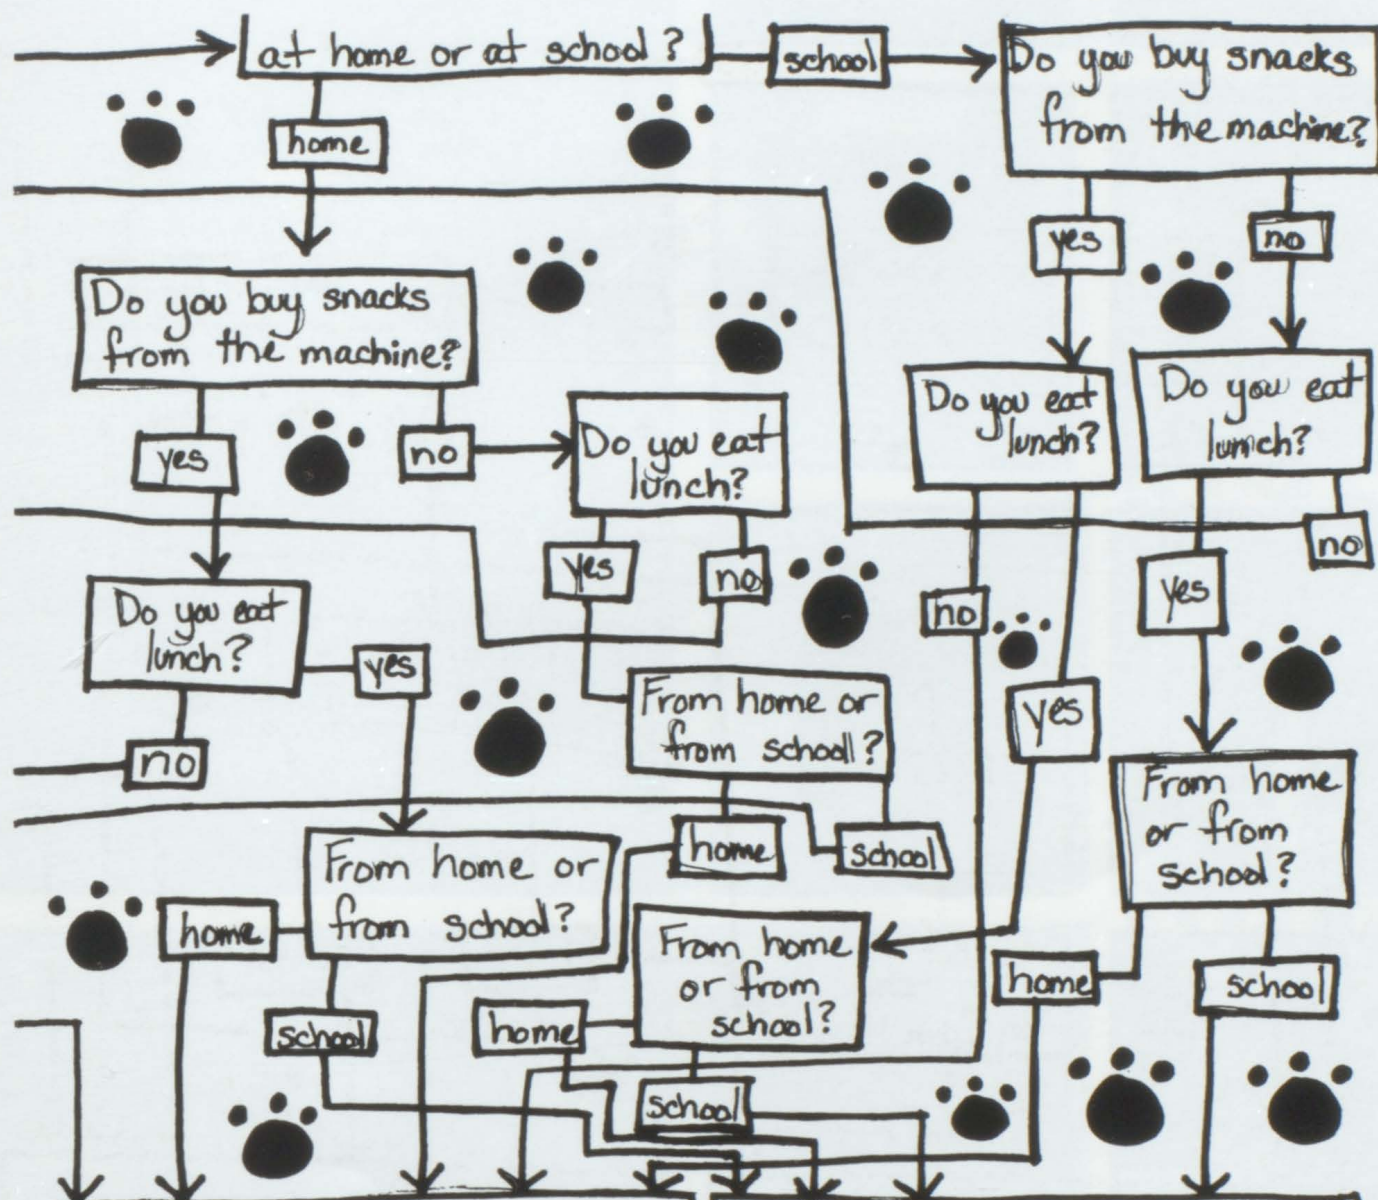 at home or at school?
school
Do you buy snacks
from the machine?
home
yes
no
Do you buy snacks
from the machine?
Do you eat
lunch?
Do you eat
lunch?
Do you eat
lunch?
yes
no
yes
no
no
yes
Do you eat
lunch?
yes
no
no
yes
From home or
from school?
From home
or from
school?
home
school
From home or
from school?
home
school
From home
or from
school?
home
school
home
school